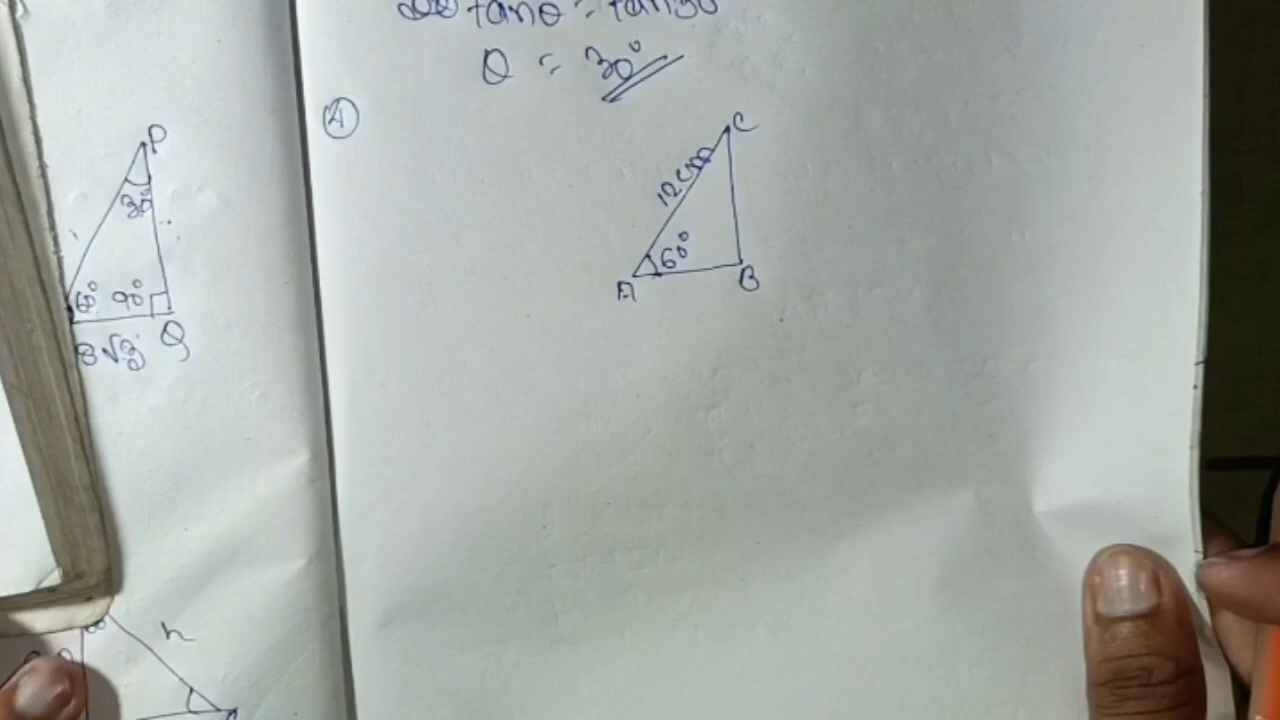 tanθ = tan30
θ = 30°
④
C
12cm
60°
A
B
P
30°
60° 90°
8√3 Q
h